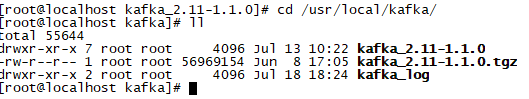 [root@localhost kafka_2.11-1.1.0]# cd /usr/local/kafka/
[root@localhost kafka]# ll
total 55644
drwxr-xr-x 7 root root     4096 Jul 13 10:22 kafka_2.11-1.1.0
-rw-r--r-- 1 root root 56969154 Jun  8 17:05 kafka_2.11-1.1.0.tgz
drwxr-xr-x 2 root root     4096 Jul 18 18:24 kafka_log
[root@localhost kafka]#